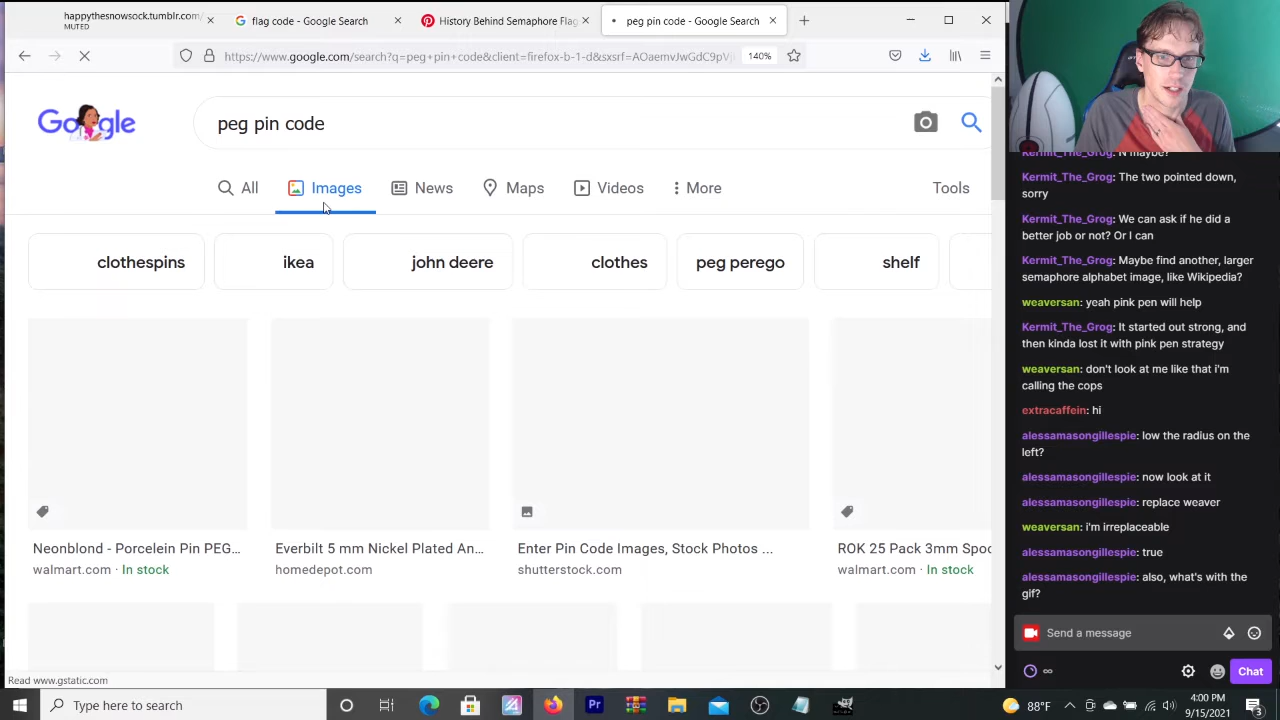 happythesnowsock.tumblr.com/
MUTED
flag code - Google Search
History Behind Semaphore Flag
peg pin code - Google Search
https://www.google.com/search?q=peg+pin+code&client=firefox-b-1-d&sxsrf=AOaemvJwGdC9pVj
140%
Google
peg pin code
All
Images
News
Maps
Videos
More
Tools
clothespins
ikea
john deere
clothes
peg perego
shelf
Neonblond - Porcelein Pin PEG...
walmart.com · In stock
Everbilt 5 mm Nickel Plated An...
homedepot.com
Enter Pin Code Images, Stock Photos ...
shutterstock.com
ROK 25 Pack 3mm Spoo
walmart.com · In stock
Read www.gstatic.com
Kermit_The_Grog: N maybe?
Kermit_The_Grog: The two pointed down,
sorry
Kermit_The_Grog: We can ask if he did a
better job or not? Or I can
Kermit_The_Grog: Maybe find another, larger
semaphore alphabet image, like Wikipedia?
weaversan: yeah pink pen will help
Kermit_The_Grog: It started out strong, and
then kinda lost it with pink pen strategy
weaversan: don't look at me like that i'm
calling the cops
extracaffein: hi
alessamasongillespie: low the radius on the
left?
alessamasongillespie: now look at it
alessamasongillespie: replace weaver
weaversan: i'm irreplaceable
alessamasongillespie: true
alessamasongillespie: also, what's with the
gif?
Send a message
∞
Chat
Type here to search
Pr
88°F
4:00 PM
9/15/2021
3